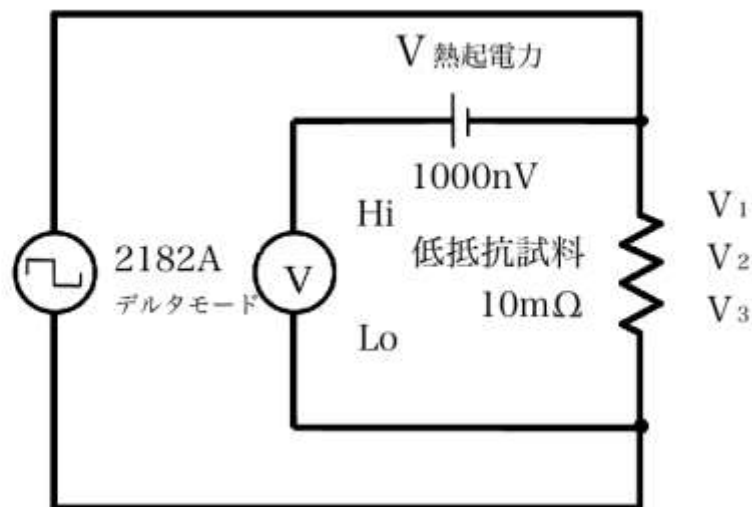 V 熱起電力
1000nV
Hi
2182A
デルタモード
V
低抵抗試料
10mΩ
Lo
V1
V2
V3